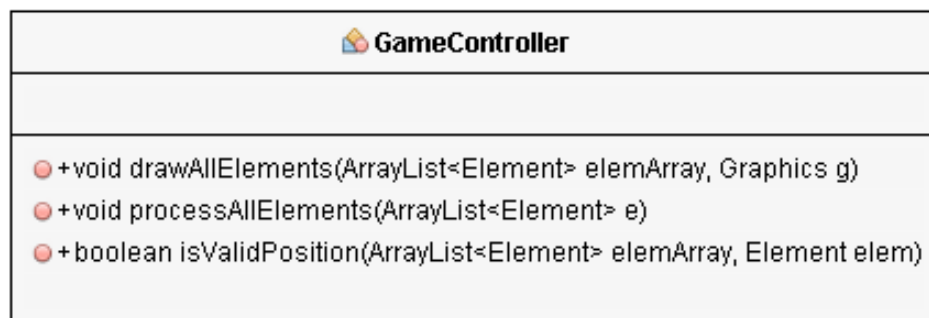 GameController
+void drawAllElements(ArrayList<Element> elemArray, Graphics g)
+void processAllElements(ArrayList<Element> e)
+boolean isValidPosition(ArrayList<Element> elemArray, Element elem)